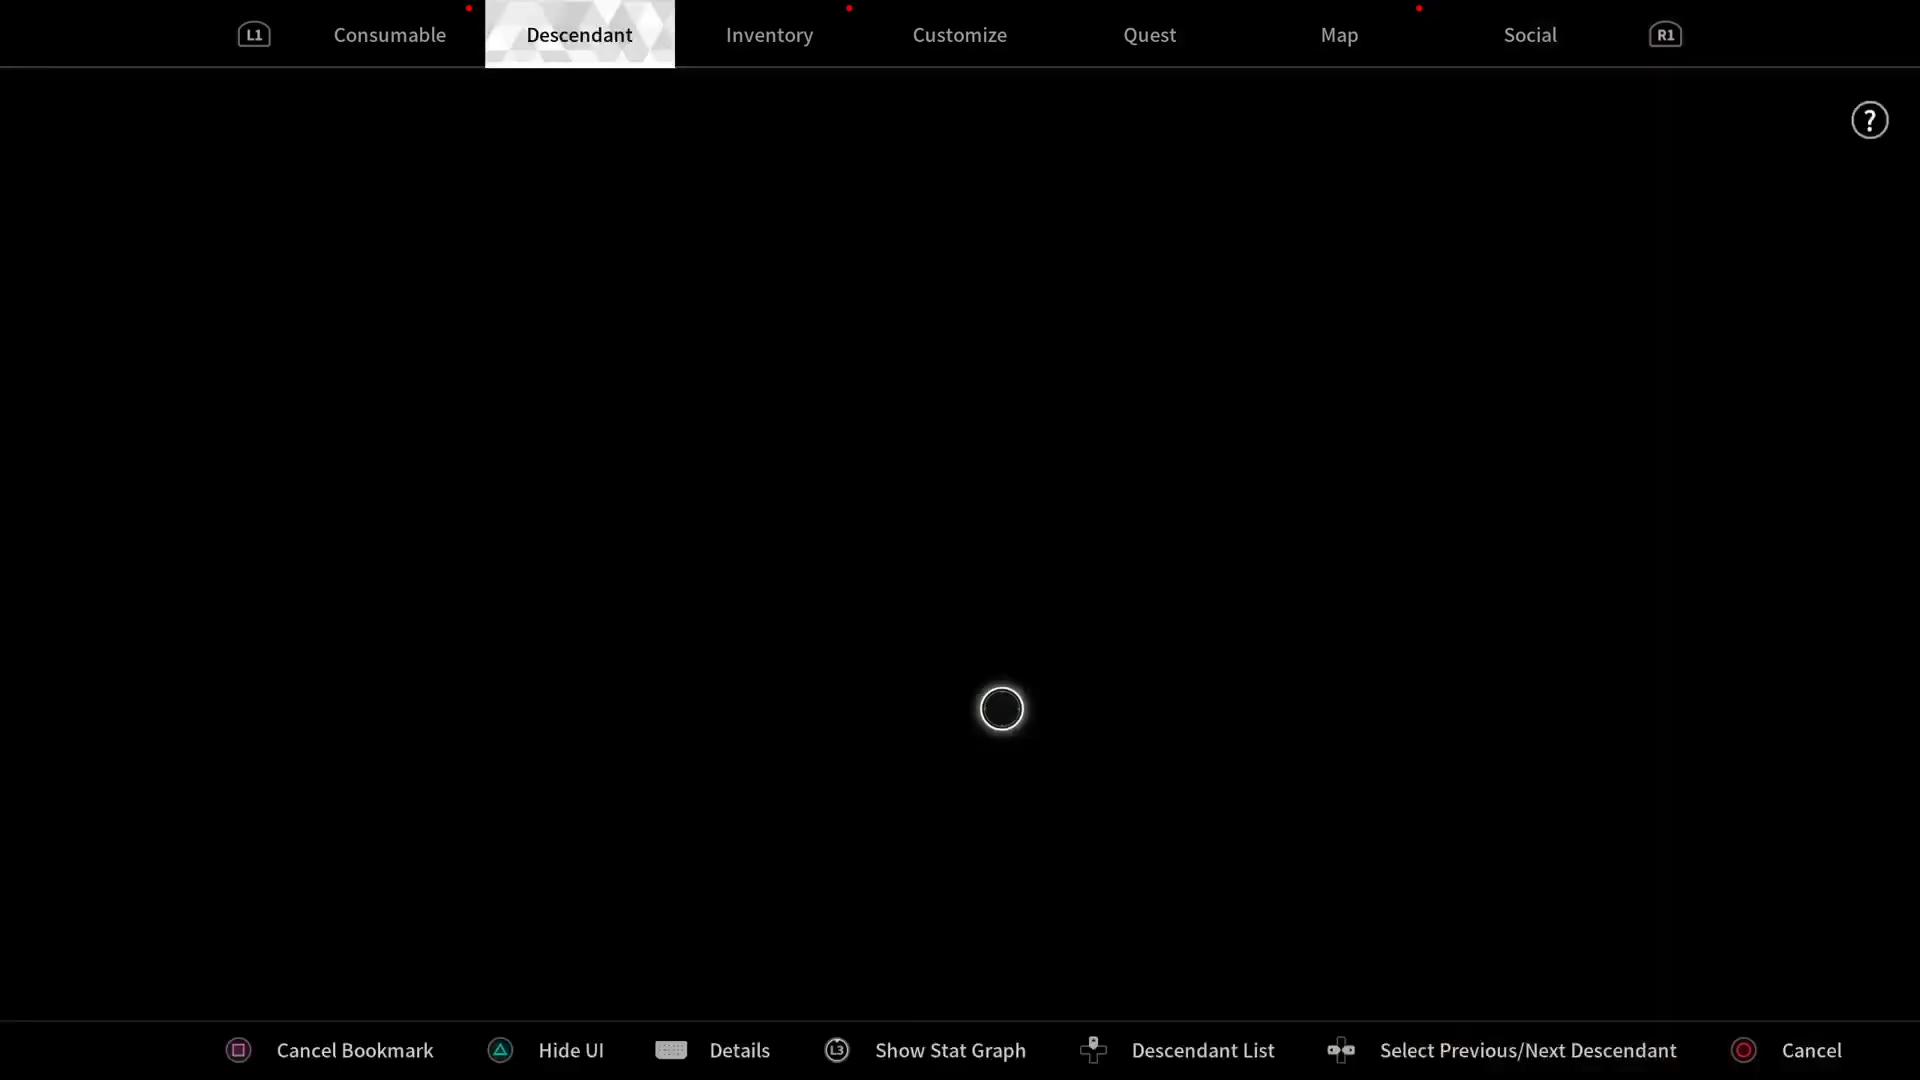 L1 Consumable Descendant Inventory Customize Quest Map Social R1
?
Cancel Bookmark Hide UI Details L3 Show Stat Graph Descendant List Select Previous/Next Descendant Cancel